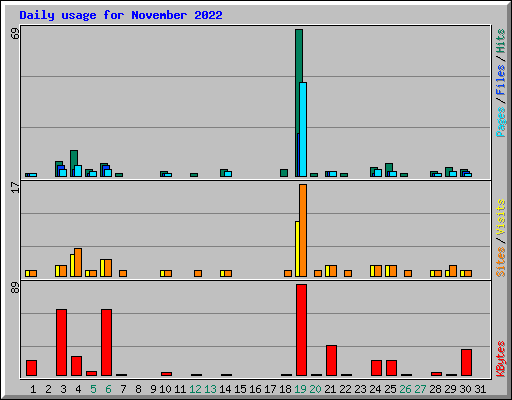 Daily usage for November 2022
69
Pages/Files/Hits
17
Sites/Visits
89
KBytes
1 2 3 4 5 6 7 8 9 10 11 12 13 14 15 16 17 18 19 20 21 22 23 24 25 26 27 28 29 30 31